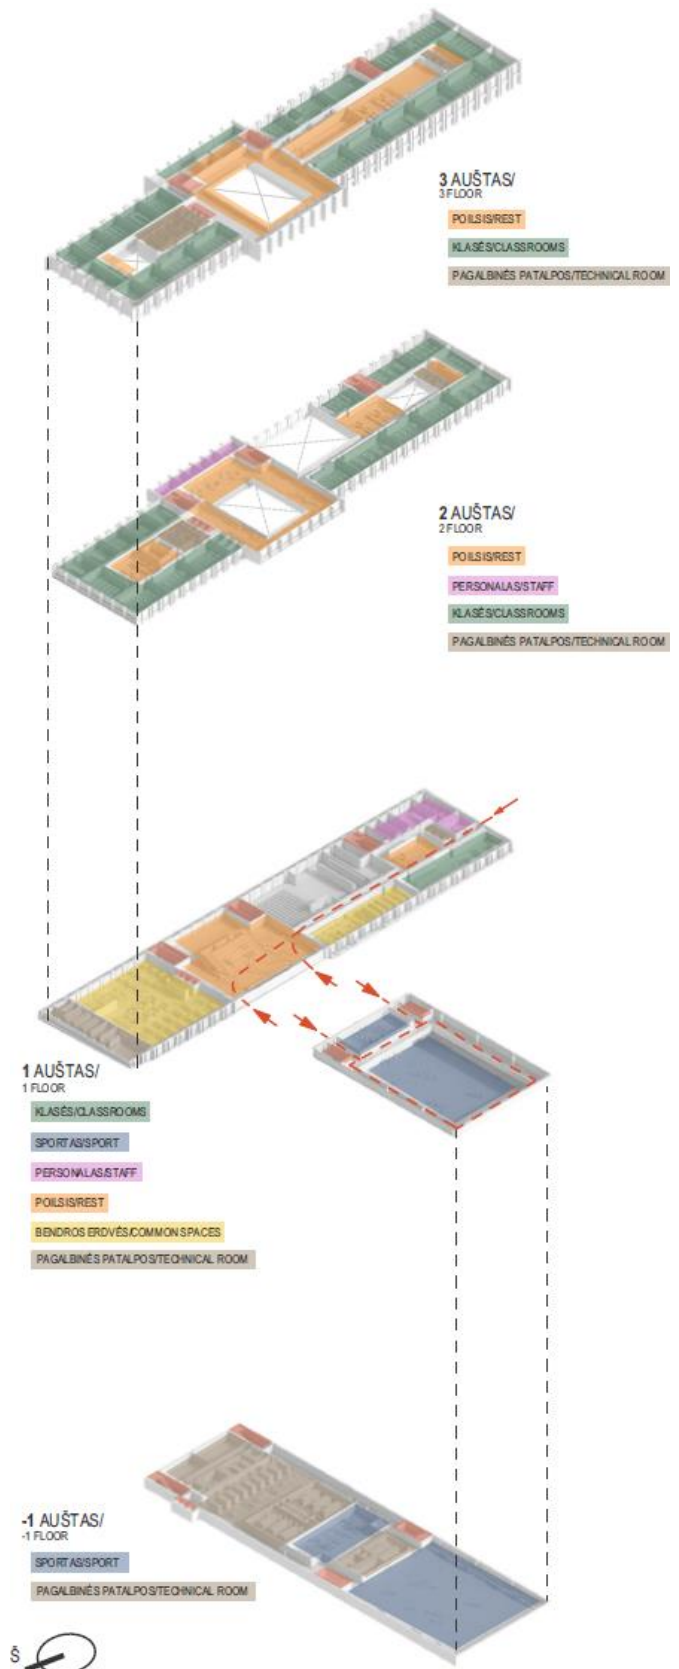 3 AUŠTAS/
3 FLOOR
POILSIS/REST
KLASĖS/CLASSROOMS
PAGALBINĖS PATALPOS/TECHNICAL ROOM
2 AUŠTAS/
2 FLOOR
POILSIS/REST
PERSONALAS/STAFF
KLASĖS/CLASSROOMS
PAGALBINĖS PATALPOS/TECHNICAL ROOM
1 AUŠTAS/
1 FLOOR
KLASĖS/CLASSROOMS
SPORTAS/SPORT
PERSONALAS/STAFF
POILSIS/REST
BENDROS ERDVĖS/COMMON SPACES
PAGALBINĖS PATALPOS/TECHNICAL ROOM
-1 AUŠTAS/
-1 FLOOR
SPORTAS/SPORT
PAGALBINĖS PATALPOS/TECHNICAL ROOM
Š